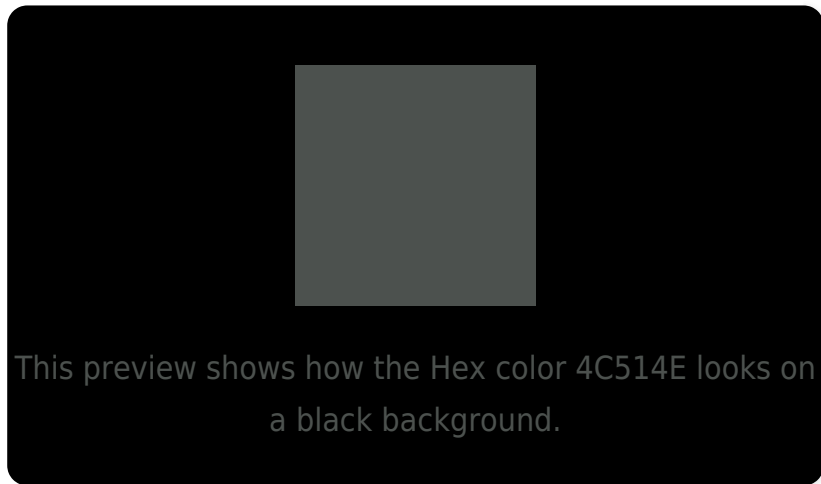 This preview shows how the Hex color 4C514E looks on
a black background.